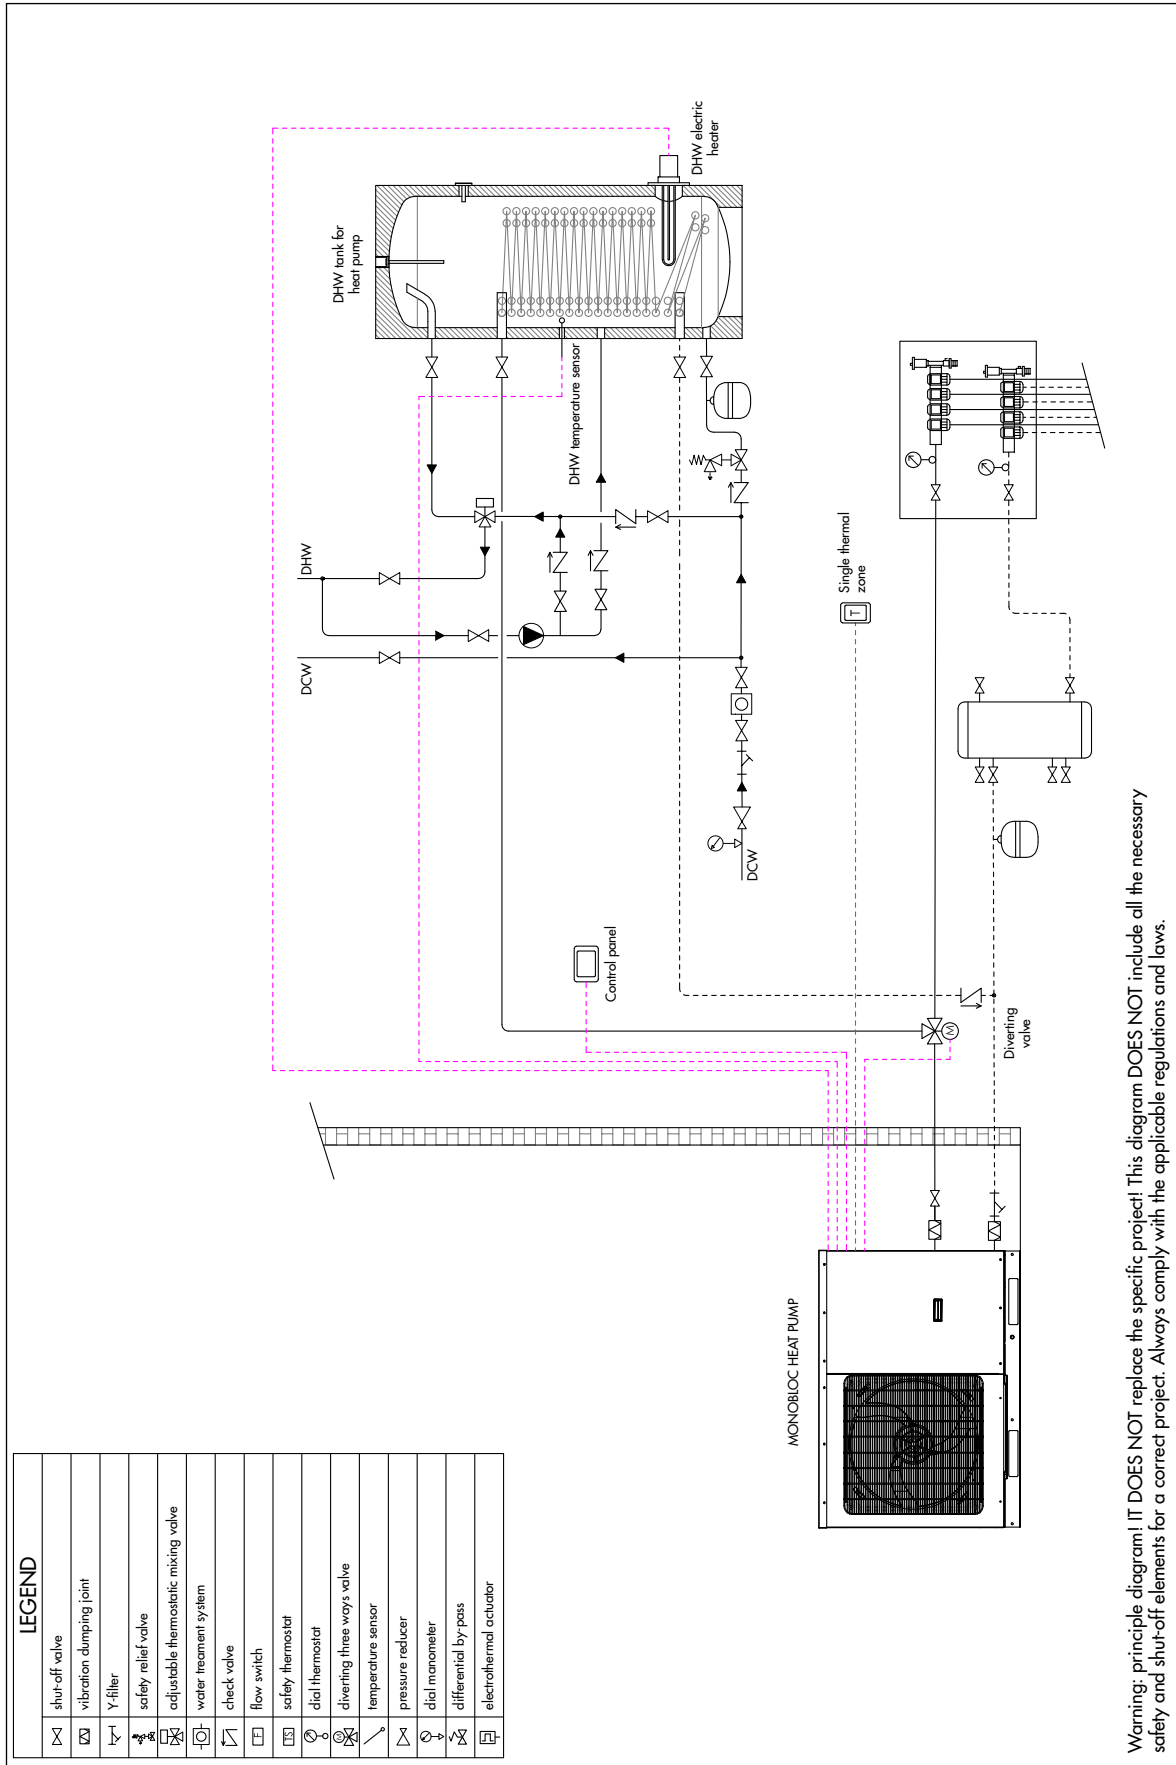 LEGEND
shut-off valve
vibration dumping joint
Y-filter
safety relief valve
adjustable thermostatic mixing valve
water treament system
check valve
F
flow switch
TS
safety thermostat
dial thermostat
M
diverting three ways valve
temperature sensor
pressure reducer
dial manometer
differential by-pass
electrothermal actuator
DHW tank for
heat pump
DHW electric
heater
DHW temperature sensor
DHW
DCW
DCW
Control panel
T
Single thermal
zone
M
Diverting
valve
MONOBLOC HEAT PUMP
Warning: principle diagram! IT DOES NOT replace the specific project! This diagram DOES NOT include all the necessary
safety and shut-off elements for a correct project. Always comply with the applicable regulations and laws.